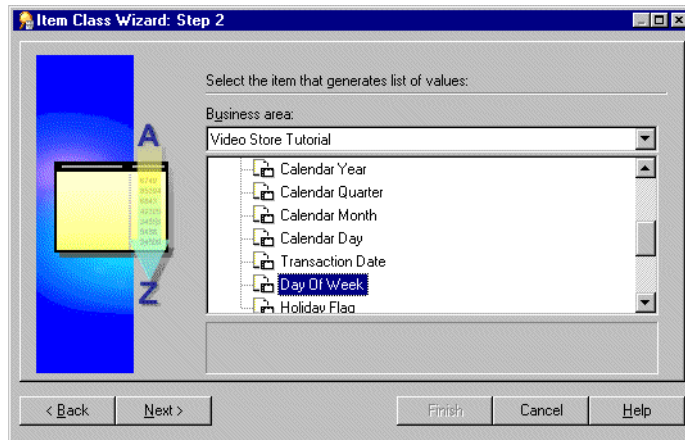 Item Class Wizard: Step 2
Select the item that generates list of values:
Business area:
Video Store Tutorial
Calendar Year
Calendar Quarter
Calendar Month
Calendar Day
Transaction Date
Day Of Week
Holiday Flag
A
Z
< Back
Next >
Finish
Cancel
Help